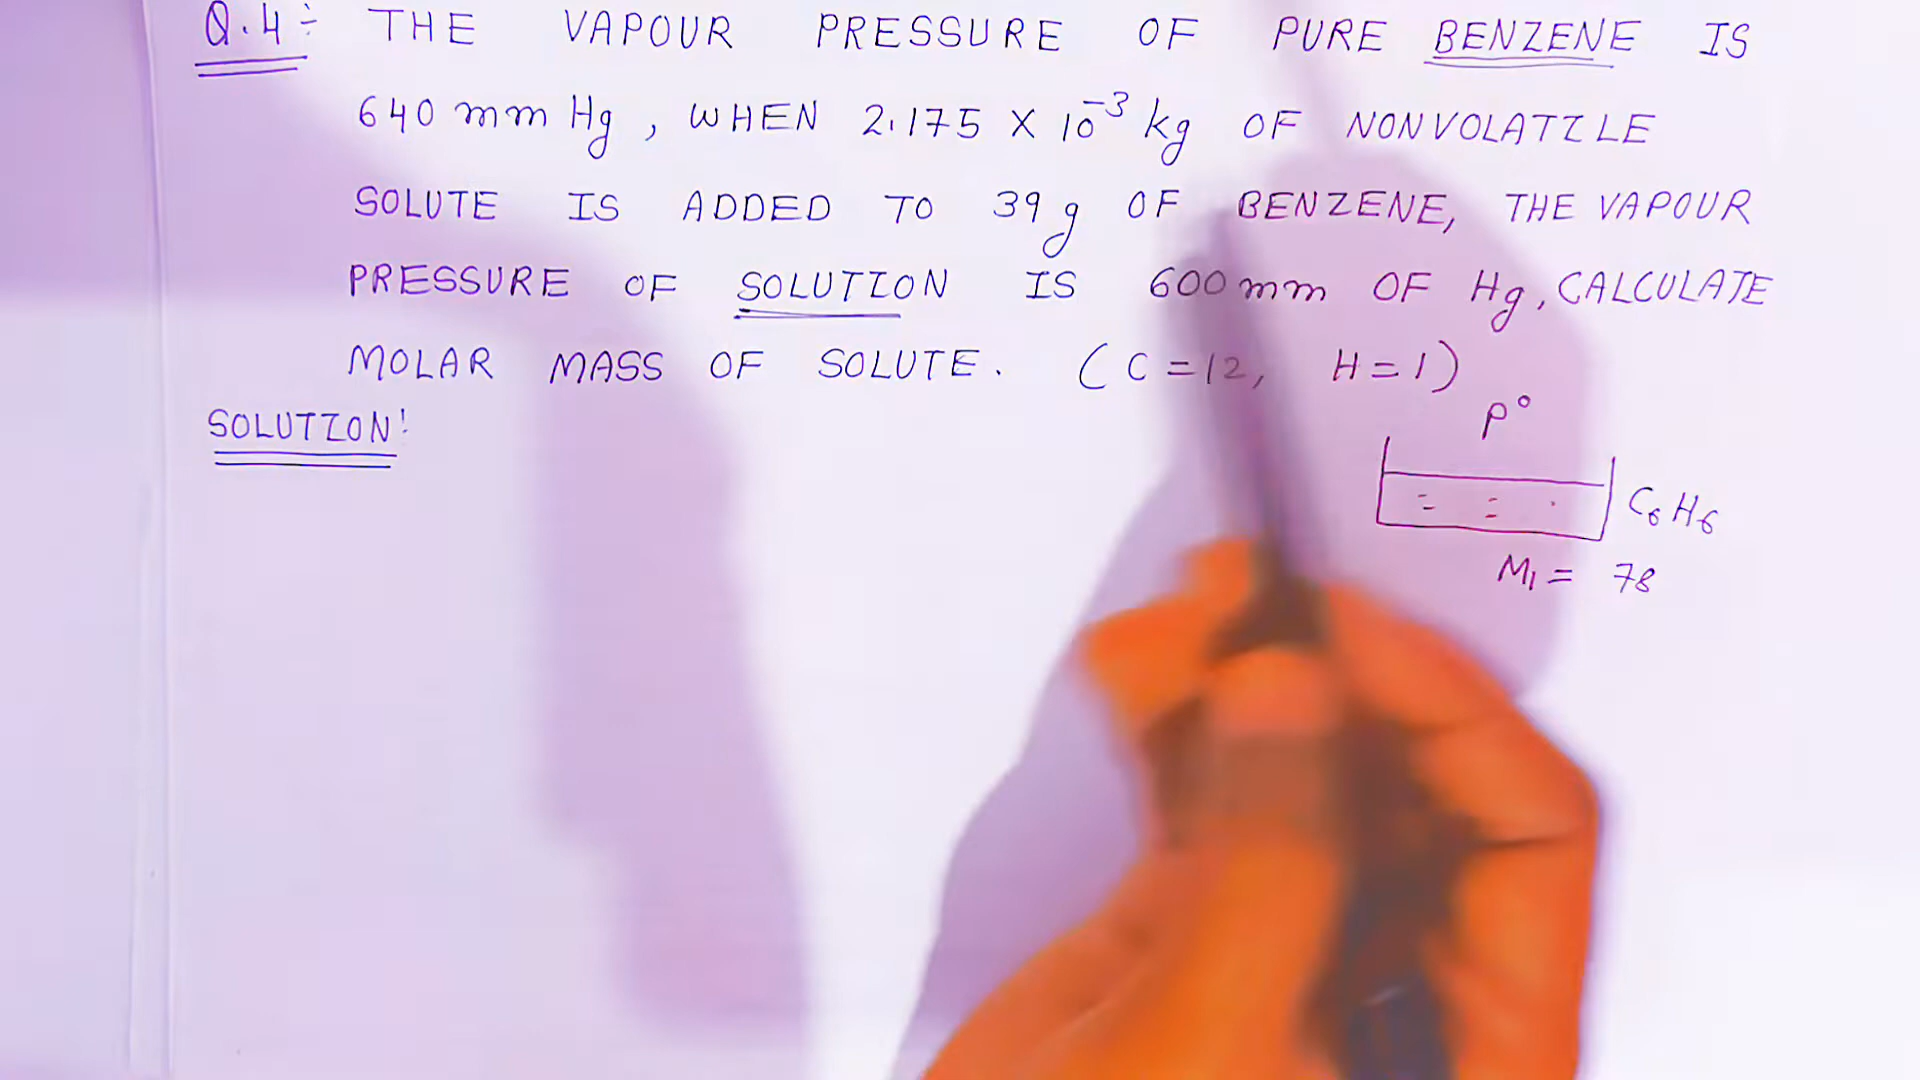 Q.4:- THE VAPOUR PRESSURE OF PURE BENZENE IS
640 mm Hg, WHEN 2.175 X 10⁻³ kg OF NONVOLATILE
SOLUTE IS ADDED TO 39 g OF BENZENE, THE VAPOUR
PRESSURE OF SOLUTION IS 600 mm OF Hg, CALCULATE
MOLAR MASS OF SOLUTE. (C = 12, H = 1)
SOLUTION:
P°
C₆H₆
M₁ = 78